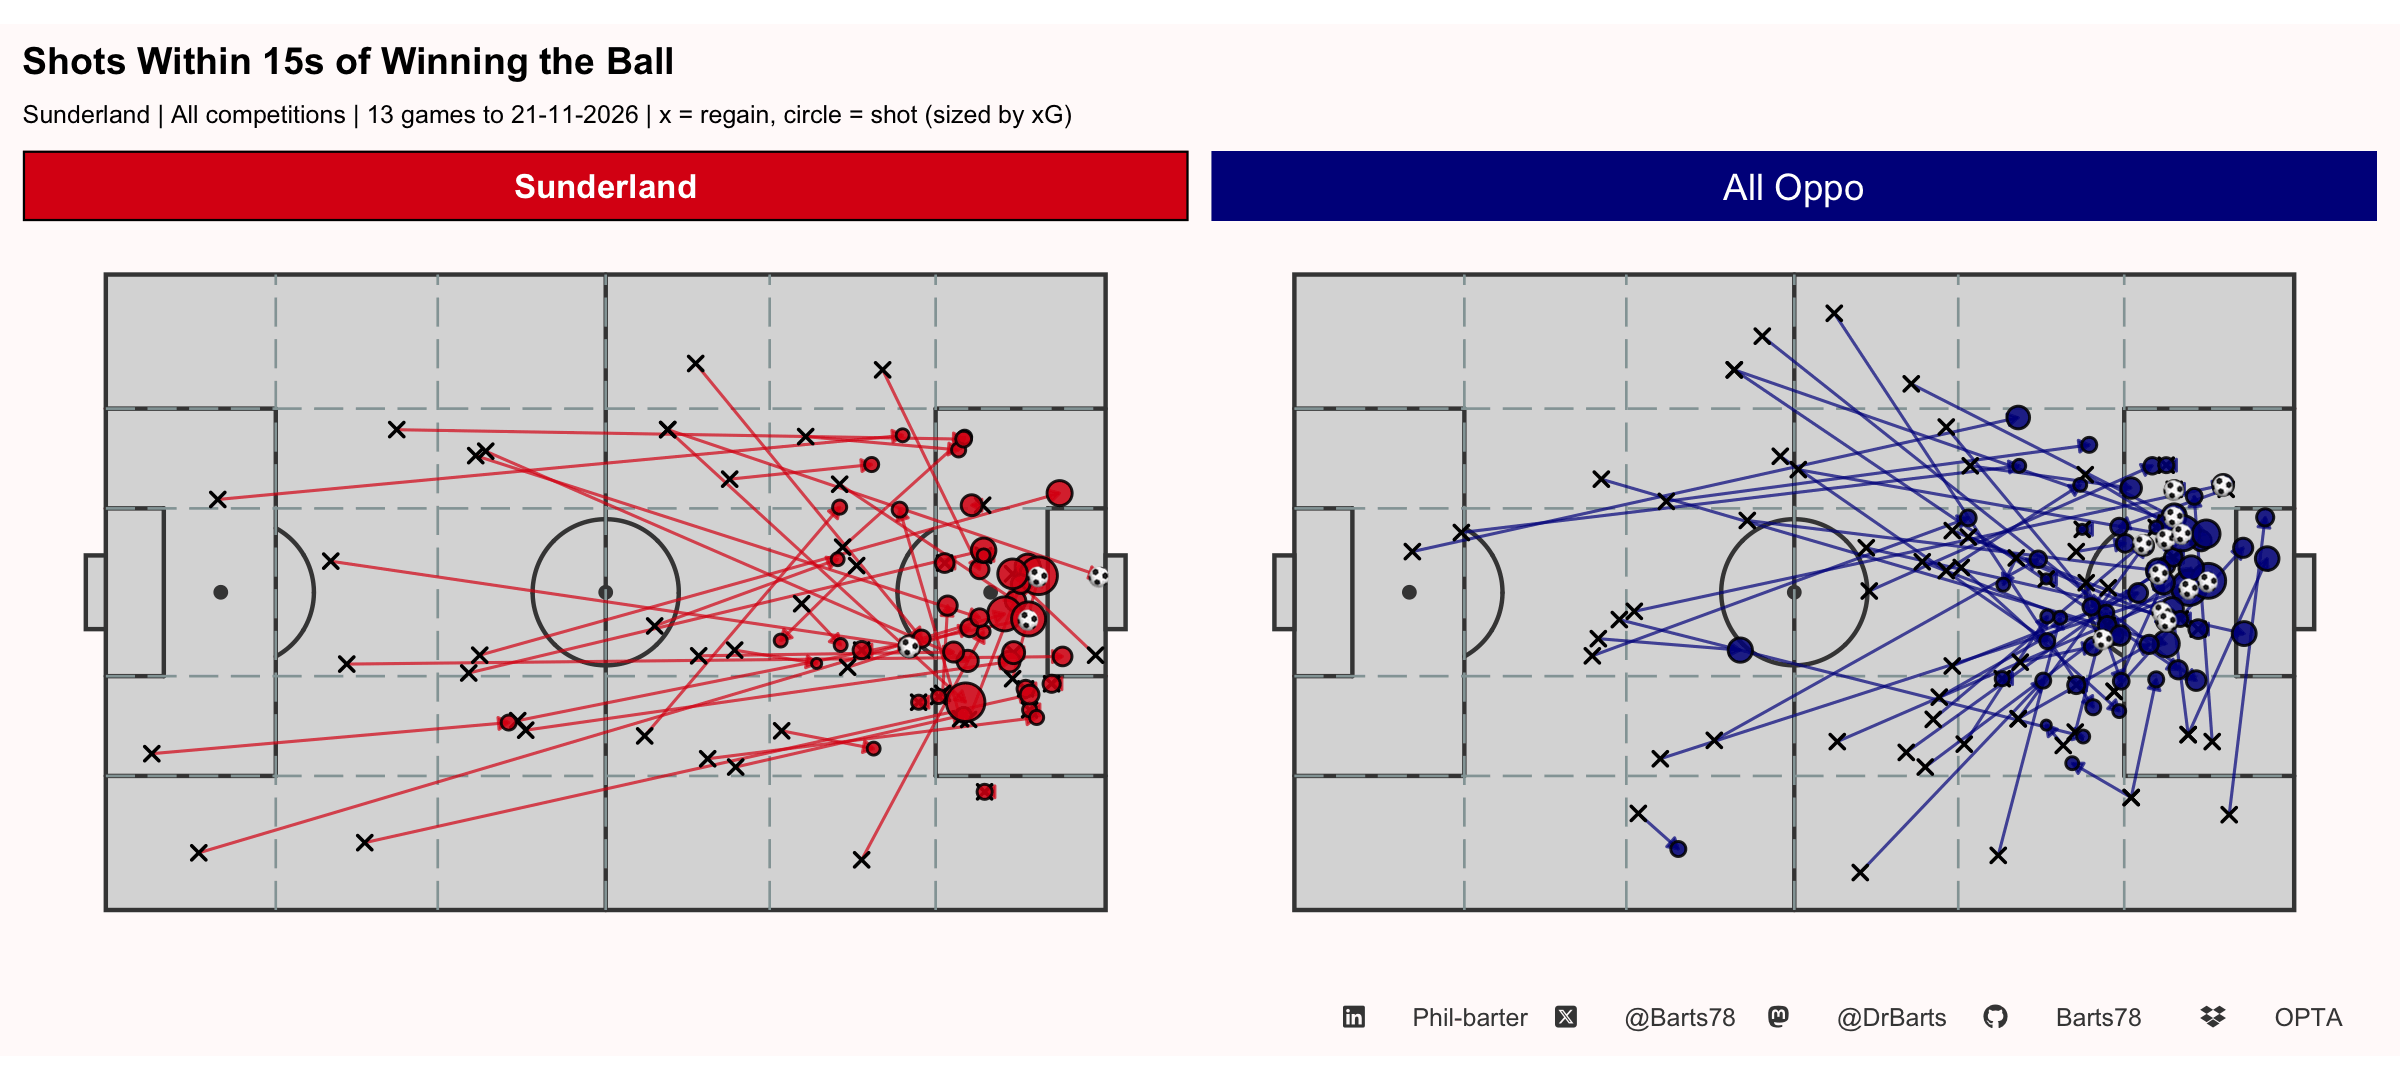 Shots Within 15s of Winning the Ball
Sunderland | All competitions | 13 games to 21-11-2026 | x = regain, circle = shot (sized by xG)
Sunderland
All Oppo
Phil-barter @Barts78 @DrBarts Barts78 OPTA